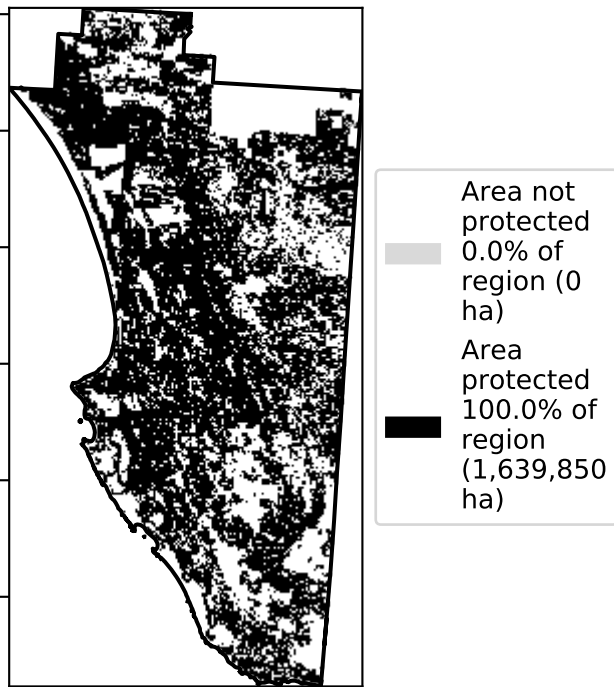 Area not
protected
0.0% of
region (0
ha)
Area
protected
100.0% of
region
(1,639,850
ha)